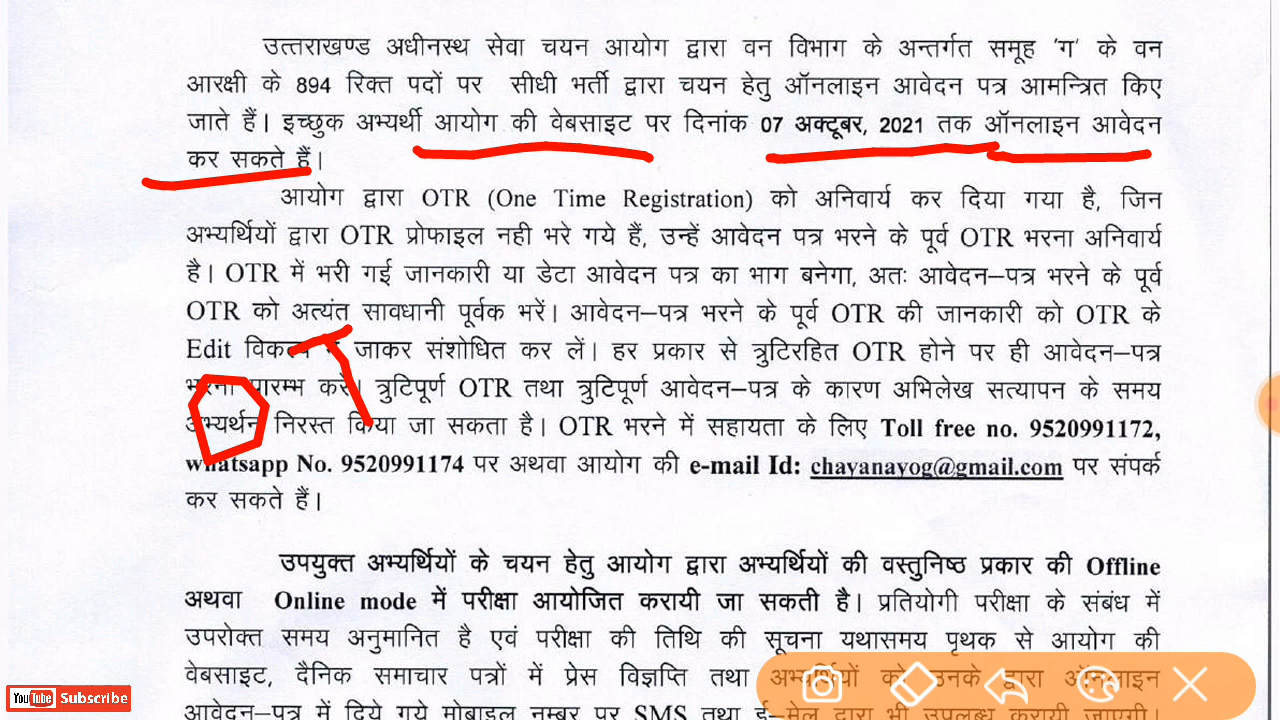 उत्तराखण्ड अधीनस्थ सेवा चयन आयोग द्वारा वन विभाग के अन्तर्गत समूह 'ग' के वन
आरक्षी के 894 रिक्त पदों पर सीधी भर्ती द्वारा चयन हेतु ऑनलाइन आवेदन पत्र आमन्त्रित किए
जाते हैं। इच्छुक अभ्यर्थी आयोग की वेबसाइट पर दिनांक 07 अक्टूबर, 2021 तक ऑनलाइन आवेदन
कर सकते हैं।
आयोग द्वारा OTR (One Time Registration) को अनिवार्य कर दिया गया है, जिन
अभ्यर्थियों द्वारा OTR प्रोफाइल नही भरे गये हैं, उन्हें आवेदन पत्र भरने के पूर्व OTR भरना अनिवार्य
है। OTR में भरी गई जानकारी या डेटा आवेदन पत्र का भाग बनेगा, अतः आवेदन–पत्र भरने के पूर्व
OTR को अत्यंत सावधानी पूर्वक भरें। आवेदन–पत्र भरने के पूर्व OTR की जानकारी को OTR के
Edit विकल्प में जाकर संशोधित कर लें। हर प्रकार से त्रुटिरहित OTR होने पर ही आवेदन–पत्र
भरना प्रारम्भ करें। त्रुटिपूर्ण OTR तथा त्रुटिपूर्ण आवेदन–पत्र के कारण अभिलेख सत्यापन के समय
अभ्यर्थन निरस्त किया जा सकता है। OTR भरने में सहायता के लिए Toll free no. 9520991172,
whatsapp No. 9520991174 पर अथवा आयोग की e-mail Id: chayanayog@gmail.com पर संपर्क
कर सकते हैं।
उपयुक्त अभ्यर्थियों के चयन हेतु आयोग द्वारा अभ्यर्थियों की वस्तुनिष्ठ प्रकार की Offline
अथवा Online mode में परीक्षा आयोजित करायी जा सकती है। प्रतियोगी परीक्षा के संबंध में
उपरोक्त समय अनुमानित है एवं परीक्षा की तिथि की सूचना यथासमय पृथक से आयोग की
वेबसाइट, दैनिक समाचार पत्रों में प्रेस विज्ञप्ति तथा अभ्यर्थियों को उनके द्वारा ऑनलाइन
आवेदन–पत्र में दिये गये मोबाइल नम्बर पर SMS तथा ई–मेल द्वारा भी उपलब्ध करायी जाएगी।
YouTube Subscribe